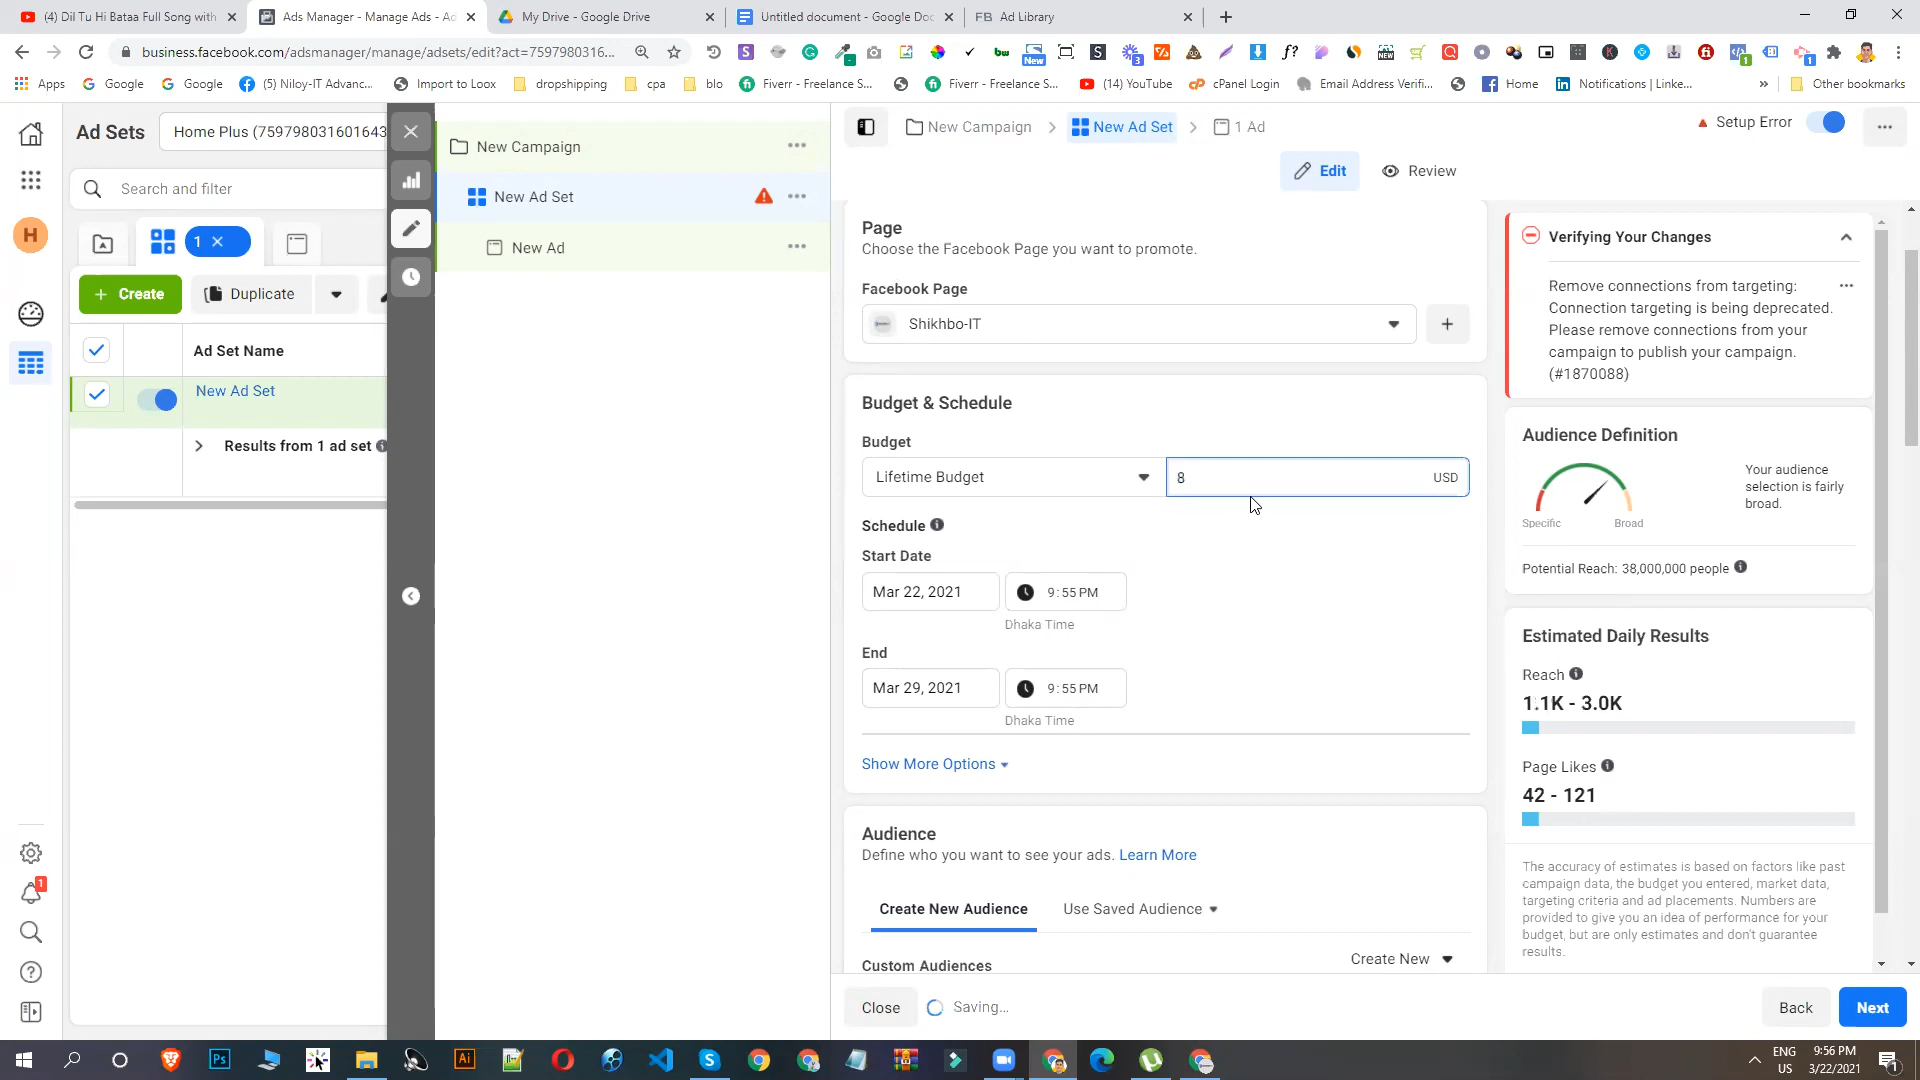 (4) Dil Tu Hi Bataa Full Song with
Ads Manager - Manage Ads - Ad
My Drive - Google Drive
Untitled document - Google Doc
FB Ad Library
business.facebook.com/adsmanager/manage/adsets/edit?act=7597980316...
Apps
Google
Google
(5) Niloy-IT Advanc...
Import to Loox
dropshipping
cpa
blo
Fiverr - Freelance S...
Fiverr - Freelance S...
(14) YouTube
cPanel Login
Email Address Verifi...
Home
Notifications | Linke...
»
Other bookmarks
Ad Sets
Home Plus (759798031601643
Search and filter
H
1
+ Create
Duplicate
Ad Set Name
New Ad Set
Results from 1 ad set
New Campaign
New Ad Set
New Ad
New Campaign
New Ad Set
1 Ad
Setup Error
Edit
Review
Page
Choose the Facebook Page you want to promote.
Facebook Page
Shikhbo-IT
Budget & Schedule
Budget
Lifetime Budget
8
USD
Schedule
Start Date
Mar 22, 2021
9:55 PM
Dhaka Time
End
Mar 29, 2021
9:55 PM
Dhaka Time
Show More Options
Audience
Define who you want to see your ads. Learn More
Create New Audience
Use Saved Audience
Custom Audiences
Create New
Close
Saving...
Back
Next
Verifying Your Changes
Remove connections from targeting:
Connection targeting is being deprecated.
Please remove connections from your
campaign to publish your campaign.
(#1870088)
Audience Definition
Your audience
selection is fairly
broad.
Specific
Broad
Potential Reach: 38,000,000 people
Estimated Daily Results
Reach
1.1K - 3.0K
Page Likes
42 - 121
The accuracy of estimates is based on factors like past
campaign data, the budget you entered, market data,
targeting criteria and ad placements. Numbers are
provided to give you an idea of performance for your
budget, but are only estimates and don't guarantee
results.
ENG
US
9:56 PM
3/22/2021